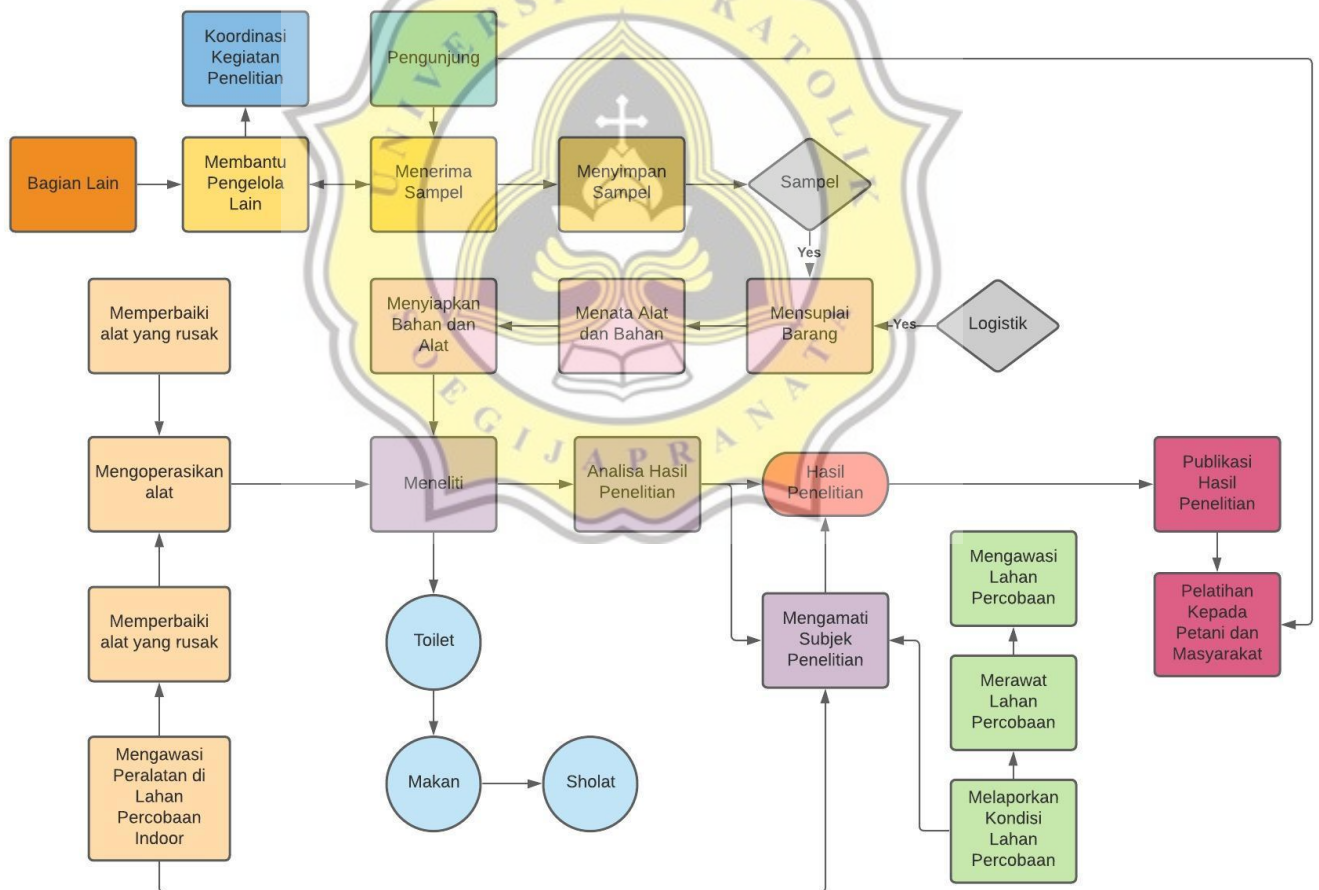 Koordinasi
Kegiatan
Penelitian
Pengunjung
Bagian Lain
Membantu
Pengelola
Lain
Menerima
Sampel
Menyimpan
Sampel
Sampel
Yes
Memperbaiki
alat yang rusak
Menyiapkan
Bahan dan
Alat
Menata Alat
dan Bahan
Mensuplai
Barang
Yes
Logistik
Mengoperasikan
alat
Meneliti
Analisa Hasil
Penelitian
Hasil
Penelitian
Publikasi
Hasil
Penelitian
Mengawasi
Lahan
Percobaan
Memperbaiki
alat yang rusak
Toilet
Mengamati
Subjek
Penelitian
Pelatihan
Kepada
Petani dan
Masyarakat
Merawat
Lahan
Percobaan
Mengawasi
Peralatan di
Lahan
Percobaan
Indoor
Makan
Sholat
Melaporkan
Kondisi
Lahan
Percobaan
UNIVERS KATOLIK
SOEGIJAPRANATA